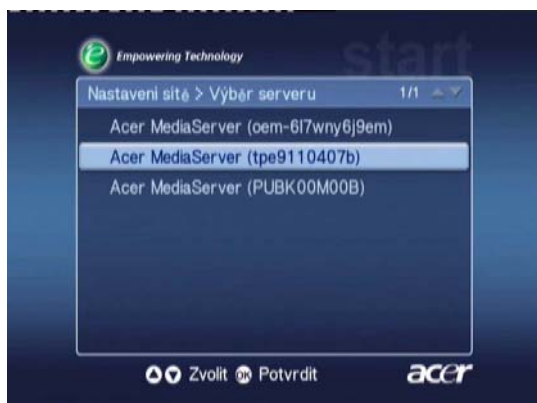 start
Empowering Technology
Nastavení sítě > Výběr serveru 1/1
Acer MediaServer (oem-6l7wny6j9em)
Acer MediaServer (tpe9110407b)
Acer MediaServer (PUBK00M00B)
Zvolit OK Potvrdit
acer